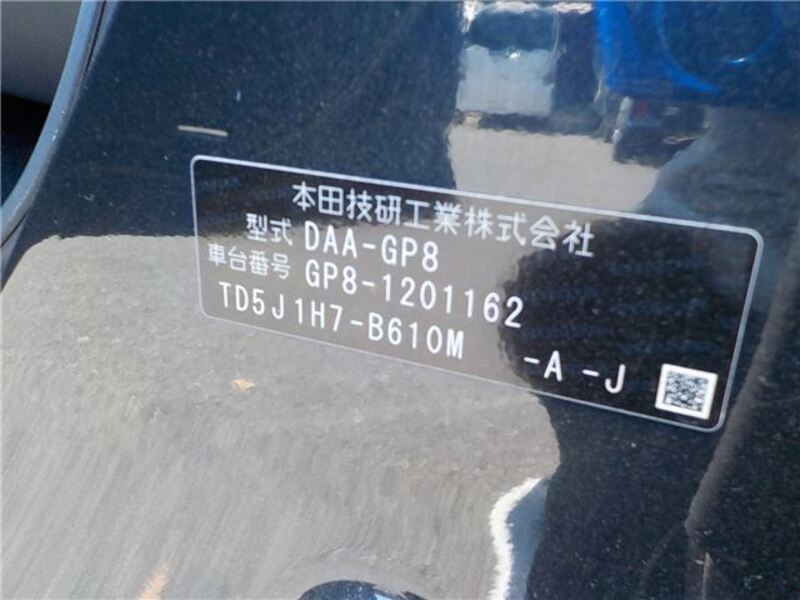 本田技研工業株式会社
型式 DAA-GP8
車台番号 GP8-1201162
TD5J1H7-B610M -A -J